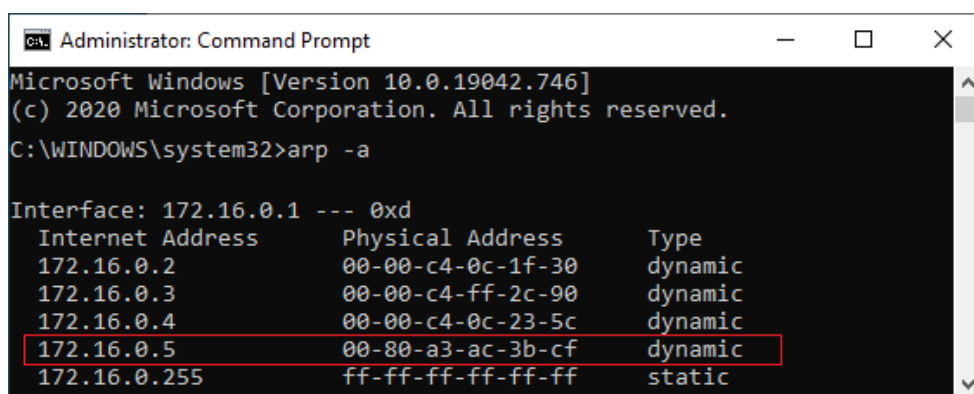 Administrator: Command Prompt
Microsoft Windows [Version 10.0.19042.746]
(c) 2020 Microsoft Corporation. All rights reserved.
C:\WINDOWS\system32>arp -a
Interface: 172.16.0.1 --- 0xd
Internet Address Physical Address Type
172.16.0.2 00-00-c4-0c-1f-30 dynamic
172.16.0.3 00-00-c4-ff-2c-90 dynamic
172.16.0.4 00-00-c4-0c-23-5c dynamic
172.16.0.5 00-80-a3-ac-3b-cf dynamic
172.16.0.255 ff-ff-ff-ff-ff-ff static